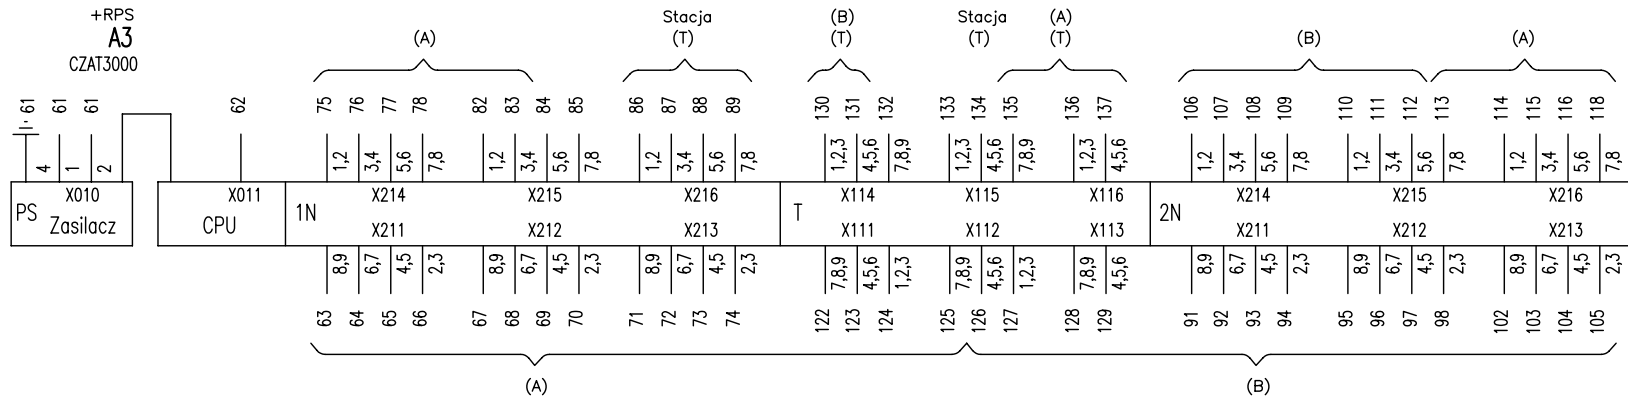 +RPS Stacja (B) Stacja (A)
A3 (A) (T) (T) (T) (T) (B) (A)
CZAT3000
61 61 61 62 75 76 77 78 82 83 84 85 86 87 88 89 130 131 132 133 134 135 136 137 106 107 108 109 110 111 112 113 114 115 116 118
4 1 2 1,2 3,4 5,6 7,8 1,2 3,4 5,6 7,8 1,2 3,4 5,6 7,8 1,2,3 4,5,6 7,8,9 1,2,3 4,5,6 7,8,9 1,2,3 4,5,6 1,2 3,4 5,6 7,8 1,2 3,4 5,6 7,8 1,2 3,4 5,6 7,8
X010 X011 X214 X215 X216 X114 X115 X116 X214 X215 X216
PS Zasilacz CPU 1N T 2N
X211 X212 X213 X111 X112 X113 X211 X212 X213
8,9 6,7 4,5 2,3 8,9 6,7 4,5 2,3 8,9 6,7 4,5 2,3 7,8,9 4,5,6 1,2,3 7,8,9 4,5,6 1,2,3 7,8,9 4,5,6 8,9 6,7 4,5 2,3 8,9 6,7 4,5 2,3 8,9 6,7 4,5 2,3
63 64 65 66 67 68 69 70 71 72 73 74 122 123 124 125 126 127 128 129 91 92 93 94 95 96 97 98 102 103 104 105
(A) (B)